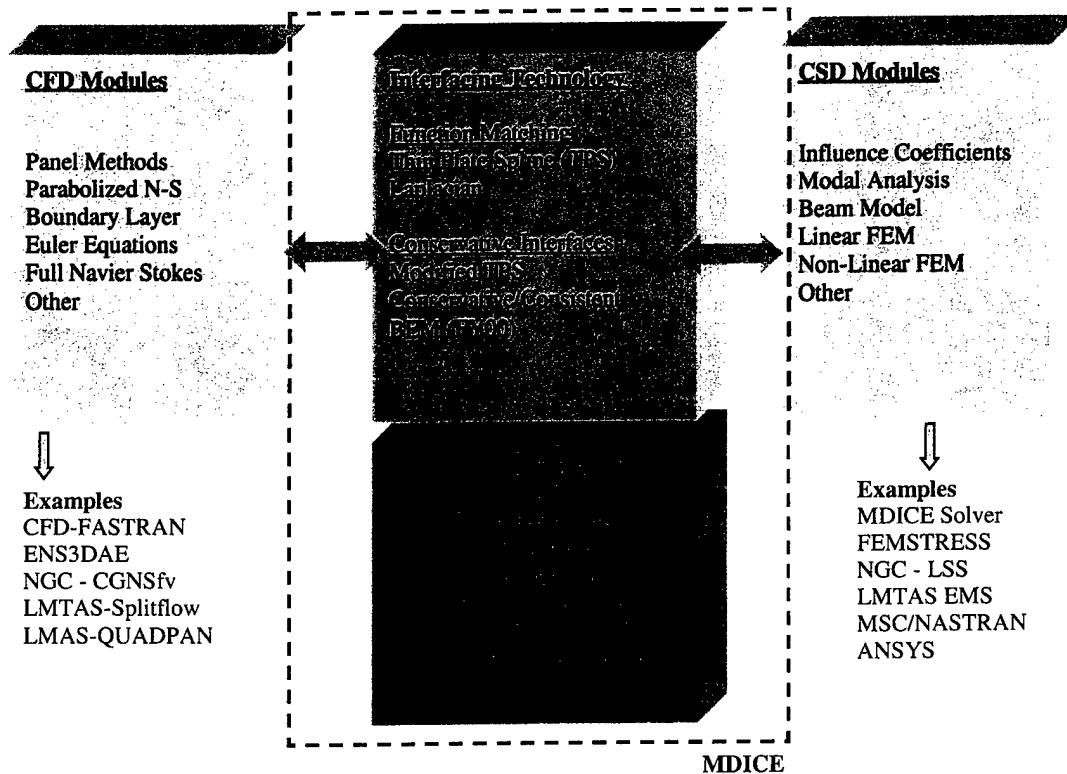 CFD Modules
Panel Methods
Parabolized N-S
Boundary Layer
Euler Equations
Full Navier Stokes
Other
Examples
CFD-FASTRAN
ENS3DAE
NGC - CGNSfv
LMTAS-Splitflow
LMAS-QUADPAN
Interfacing Technology
Function Matching
Thin Plate Spline (TPS)
Conservative Interfaces
Modified TPS
Conservative/Consistent
CSD Modules
Influence Coefficients
Modal Analysis
Beam Model
Linear FEM
Non-Linear FEM
Other
Examples
MDICE Solver
FEMSTRESS
NGC - LSS
LMTAS EMS
MSC/NASTRAN
ANSYS
MDICE